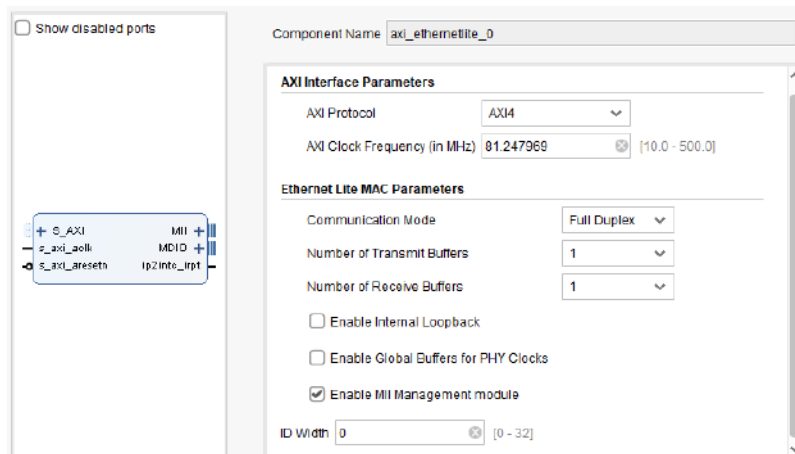 Show disabled ports
Component Name axi_ethernetlite_0
AXI Interface Parameters
AXI Protocol AXI4
AXI Clock Frequency (in MHz) 81.247969 [10.0 - 500.0]
Ethernet Lite MAC Parameters
Communication Mode Full Duplex
Number of Transmit Buffers 1
Number of Receive Buffers 1
Enable Internal Loopback
Enable Global Buffers for PHY Clocks
Enable MII Management module
ID Width 0 [0 - 32]
+ S_AXI MII +
s_axi_aclk MDIO +
s_axi_aresetn ip2intc_irpt